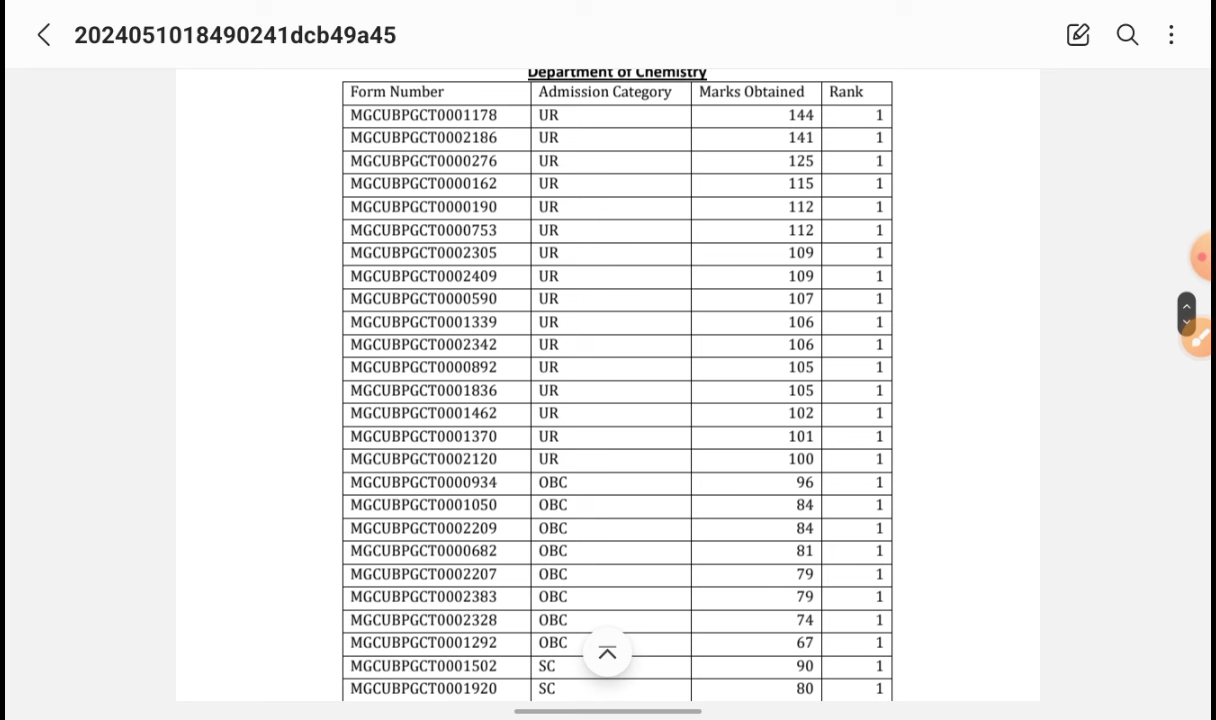 2024051018490241dcb49a45
Department of Chemistry
Form Number Admission Category Marks Obtained Rank
MGCUBPGCT0001178 UR 144 1
MGCUBPGCT0002186 UR 141 1
MGCUBPGCT0000276 UR 125 1
MGCUBPGCT0000162 UR 115 1
MGCUBPGCT0000190 UR 112 1
MGCUBPGCT0000753 UR 112 1
MGCUBPGCT0002305 UR 109 1
MGCUBPGCT0002409 UR 109 1
MGCUBPGCT0000590 UR 107 1
MGCUBPGCT0001339 UR 106 1
MGCUBPGCT0002342 UR 106 1
MGCUBPGCT0000892 UR 105 1
MGCUBPGCT0001836 UR 105 1
MGCUBPGCT0001462 UR 102 1
MGCUBPGCT0001370 UR 101 1
MGCUBPGCT0002120 UR 100 1
MGCUBPGCT0000934 OBC 96 1
MGCUBPGCT0001050 OBC 84 1
MGCUBPGCT0002209 OBC 84 1
MGCUBPGCT0000682 OBC 81 1
MGCUBPGCT0002207 OBC 79 1
MGCUBPGCT0002383 OBC 79 1
MGCUBPGCT0002328 OBC 74 1
MGCUBPGCT0001292 OBC 67 1
MGCUBPGCT0001502 SC 90 1
MGCUBPGCT0001920 SC 80 1